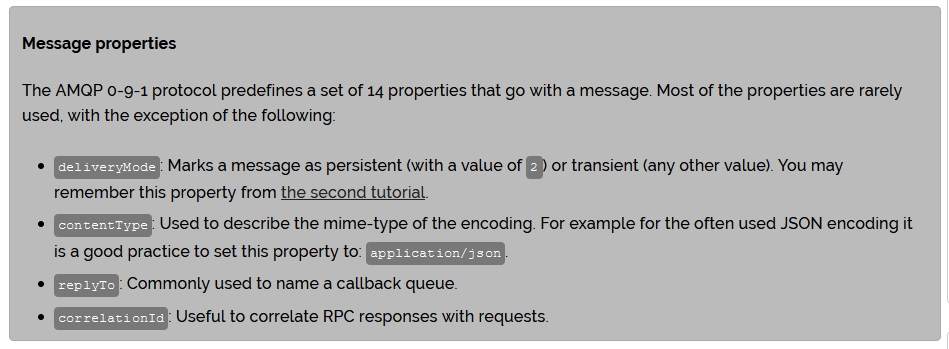 Message properties
The AMQP 0-9-1 protocol predefines a set of 14 properties that go with a message. Most of the properties are rarely
used, with the exception of the following:
deliveryMode: Marks a message as persistent (with a value of 2) or transient (any other value). You may
remember this property from the second tutorial.
contentType: Used to describe the mime-type of the encoding. For example for the often used JSON encoding it
is a good practice to set this property to: application/json.
replyTo: Commonly used to name a callback queue.
correlationId: Useful to correlate RPC responses with requests.